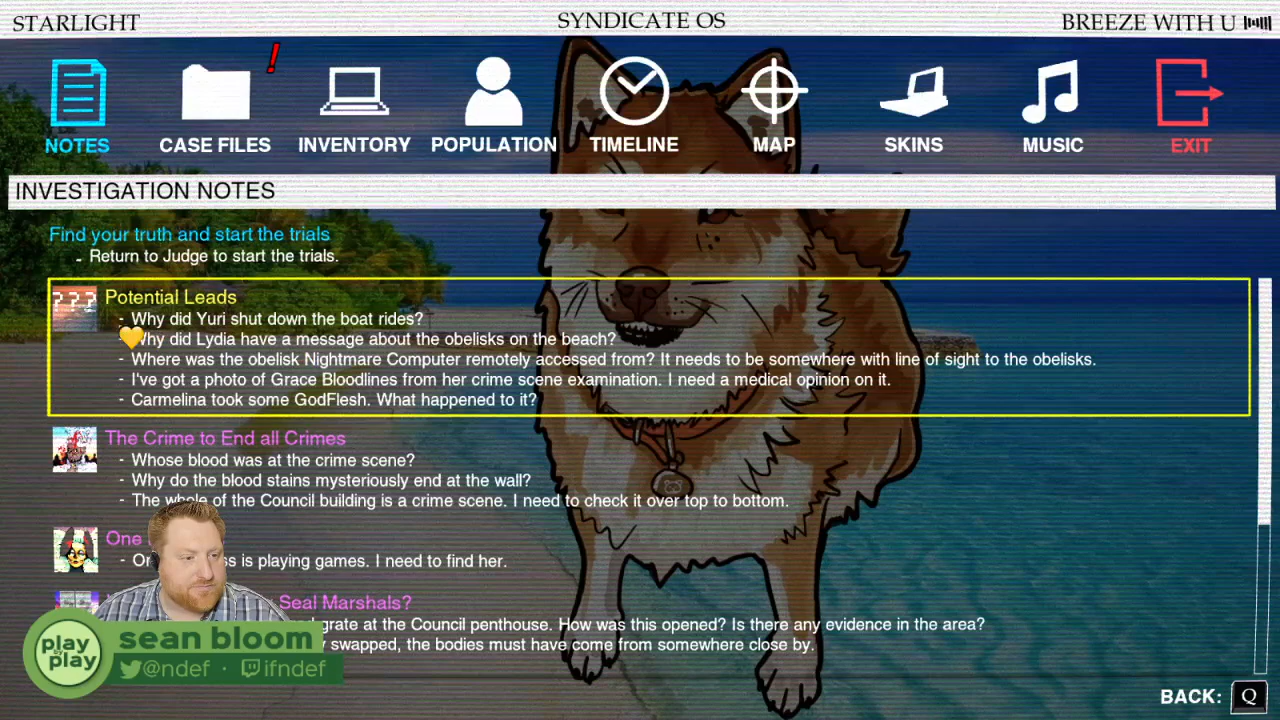 STARLIGHT
SYNDICATE OS
BREEZE WITH U
!
NOTES
CASE FILES
INVENTORY
POPULATION
TIMELINE
MAP
SKINS
MUSIC
EXIT
INVESTIGATION NOTES
Find your truth and start the trials
- Return to Judge to start the trials.
???
Potential Leads
- Why did Yuri shut down the boat rides?
Why did Lydia have a message about the obelisks on the beach?
- Where was the obelisk Nightmare Computer remotely accessed from? It needs to be somewhere with line of sight to the obelisks.
- I've got a photo of Grace Bloodlines from her crime scene examination. I need a medical opinion on it.
- Carmelina took some GodFlesh. What happened to it?
The Crime to End all Crimes
- Whose blood was at the crime scene?
- Why do the blood stains mysteriously end at the wall?
- The whole of the Council building is a crime scene. I need to check it over top to bottom.
One
is playing games. I need to find her.
Seal Marshals?
grate at the Council penthouse. How was this opened? Is there any evidence in the area?
swapped, the bodies must have come from somewhere close by.
play by play
sean bloom
@ndef · ifndef
BACK: Q